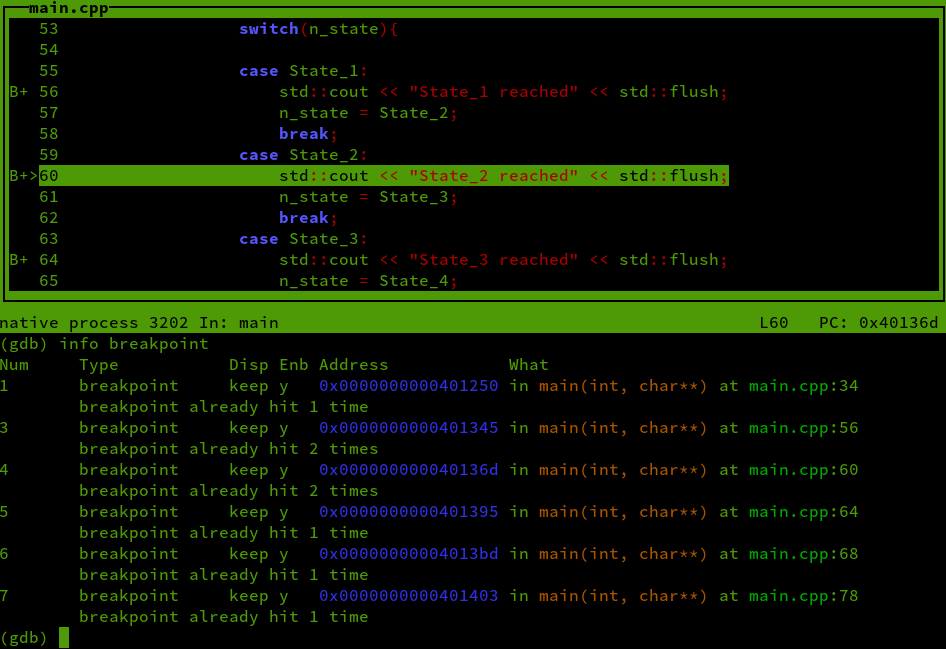 main.cpp
53                  switch(n_state){
54
55                  case State_1:
B+ 56                      std::cout << "State_1 reached" << std::flush;
57                      n_state = State_2;
58                      break;
59                  case State_2:
B+>60                      std::cout << "State_2 reached" << std::flush;
61                      n_state = State_3;
62                      break;
63                  case State_3:
B+ 64                      std::cout << "State_3 reached" << std::flush;
65                      n_state = State_4;
native process 3202 In: main                                                L60   PC: 0x40136d
(gdb) info breakpoint
Num     Type           Disp Enb Address            What
1       breakpoint     keep y   0x0000000000401250 in main(int, char**) at main.cpp:34
        breakpoint already hit 1 time
3       breakpoint     keep y   0x0000000000401345 in main(int, char**) at main.cpp:56
        breakpoint already hit 2 times
4       breakpoint     keep y   0x000000000040136d in main(int, char**) at main.cpp:60
        breakpoint already hit 2 times
5       breakpoint     keep y   0x0000000000401395 in main(int, char**) at main.cpp:64
        breakpoint already hit 1 time
6       breakpoint     keep y   0x00000000004013bd in main(int, char**) at main.cpp:68
        breakpoint already hit 1 time
7       breakpoint     keep y   0x0000000000401403 in main(int, char**) at main.cpp:78
        breakpoint already hit 1 time
(gdb)